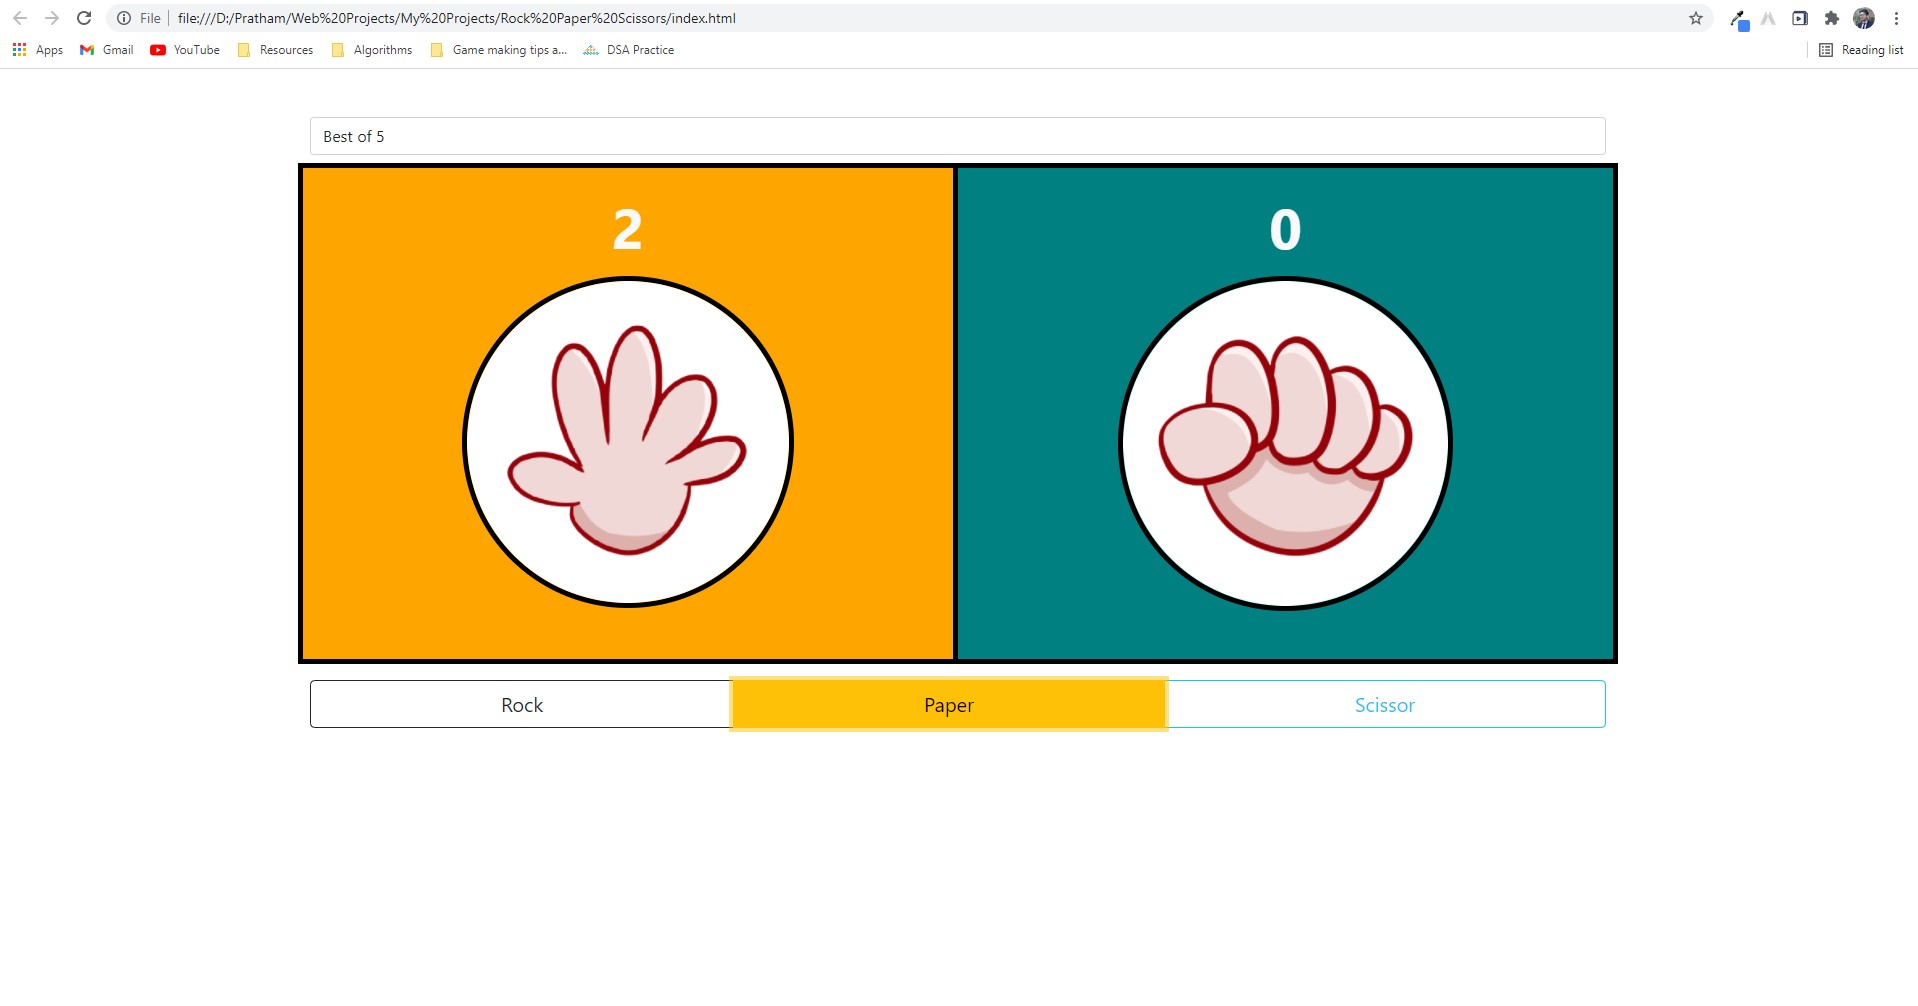 File file:///D:/Pratham/Web%20Projects/My%20Projects/Rock%20Paper%20Scissors/index.html
Apps Gmail YouTube Resources Algorithms Game making tips a... DSA Practice Reading list
Best of 5
2 0
Rock Paper Scissor